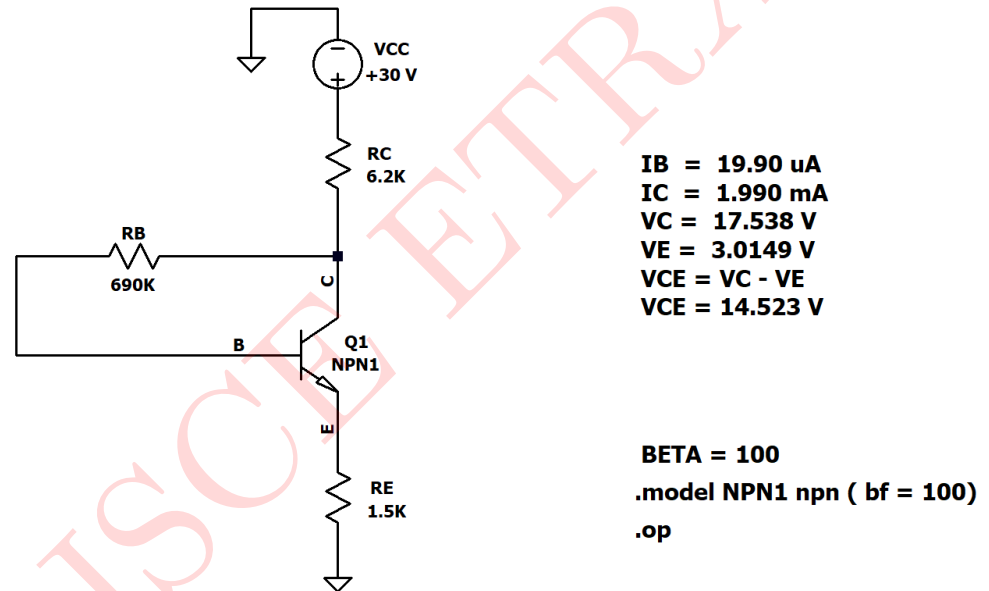 VCC
+30 V
RC
6.2K
RB
690K
C
B
Q1
NPN1
E
RE
1.5K
IB = 19.90 uA
IC = 1.990 mA
VC = 17.538 V
VE = 3.0149 V
VCE = VC - VE
VCE = 14.523 V
BETA = 100
.model NPN1 npn ( bf = 100)
.op
ISCE ETRA